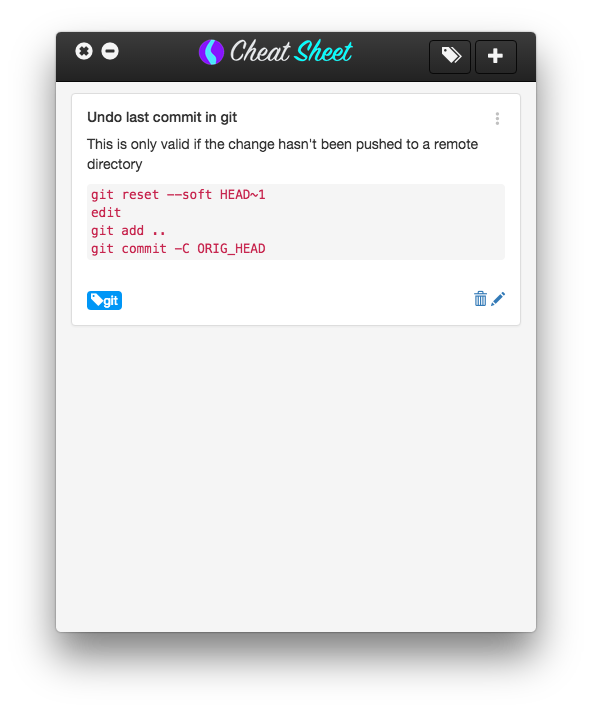 Cheat Sheet
Undo last commit in git
This is only valid if the change hasn't been pushed to a remote
directory
git reset --soft HEAD~1
edit
git add ..
git commit -C ORIG_HEAD
git